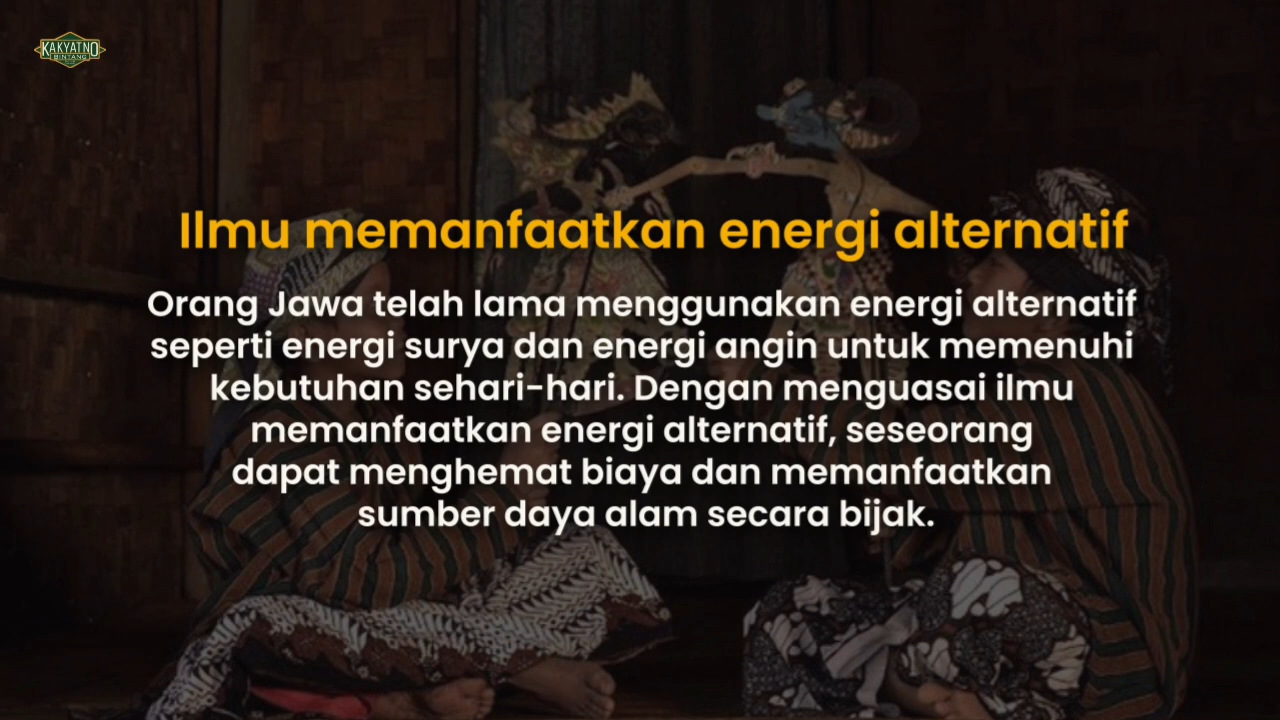 KAKYATNO
BINTANG
Ilmu memanfaatkan energi alternatif
Orang Jawa telah lama menggunakan energi alternatif
seperti energi surya dan energi angin untuk memenuhi
kebutuhan sehari-hari. Dengan menguasai ilmu
memanfaatkan energi alternatif, seseorang
dapat menghemat biaya dan memanfaatkan
sumber daya alam secara bijak.